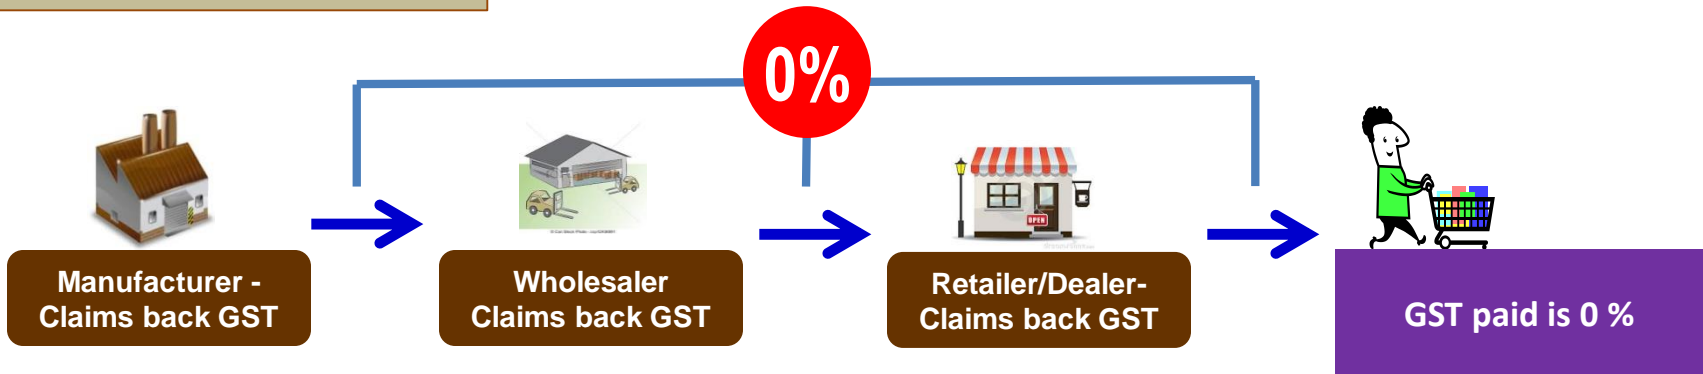 0%
Manufacturer -
Claims back GST
Wholesaler
Claims back GST
OPEN
Retailer/Dealer-
Claims back GST
GST paid is 0 %